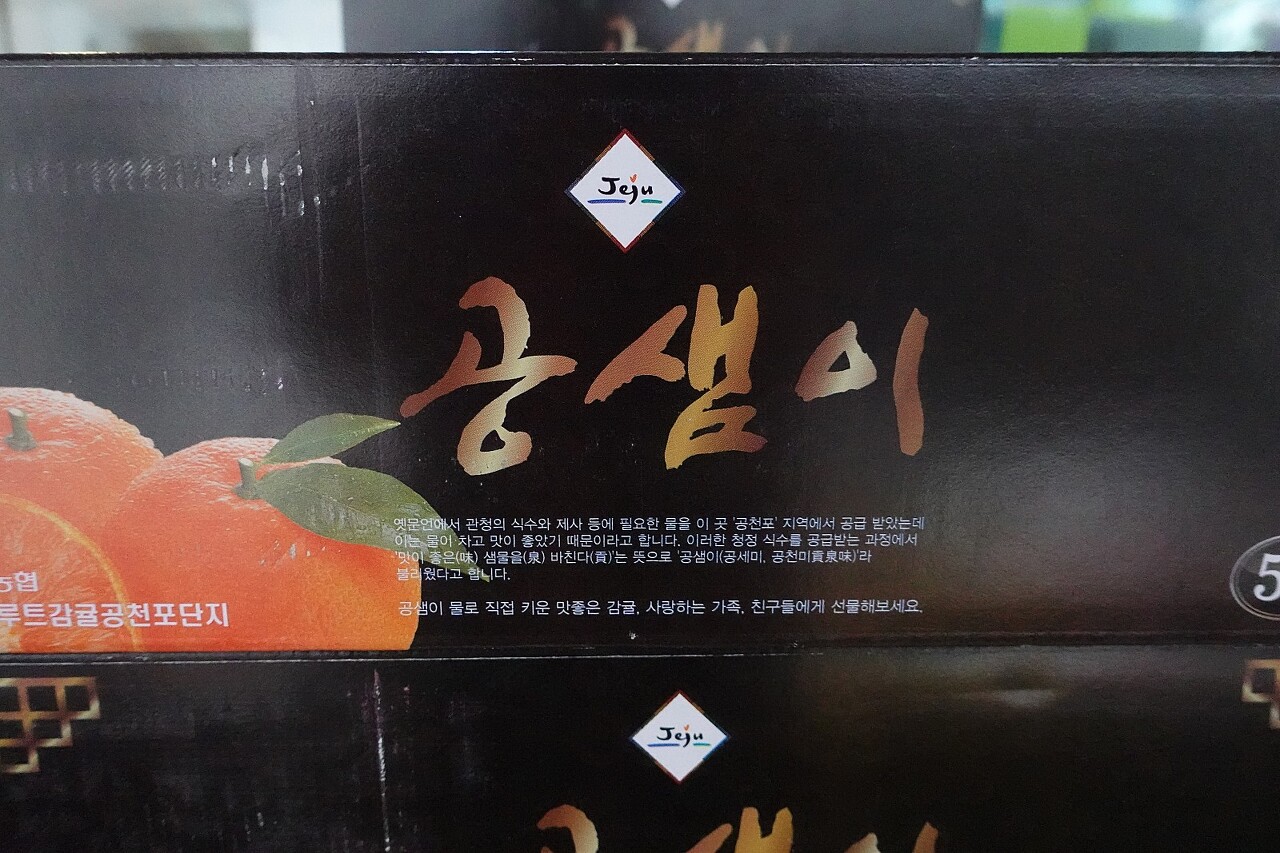 Jeju
공샘이
옛문언에서 관청의 식수와 제사 등에 필요한 물을 이 곳 '공천포' 지역에서 공급 받았는데
이는 물이 차고 맛이 좋았기 때문이라고 합니다. 이러한 청정 식수를 공급받는 과정에서
'맛이 좋은(味) 샘물을(泉) 바친다(貢)'는 뜻으로 '공샘이(공세미, 공천미貢泉味)'라
불리웠다고 합니다.
공샘이 물로 직접 키운 맛좋은 감귤, 사랑하는 가족, 친구들에게 선물해보세요.
농협
루트감귤공천포단지
5
Jeju